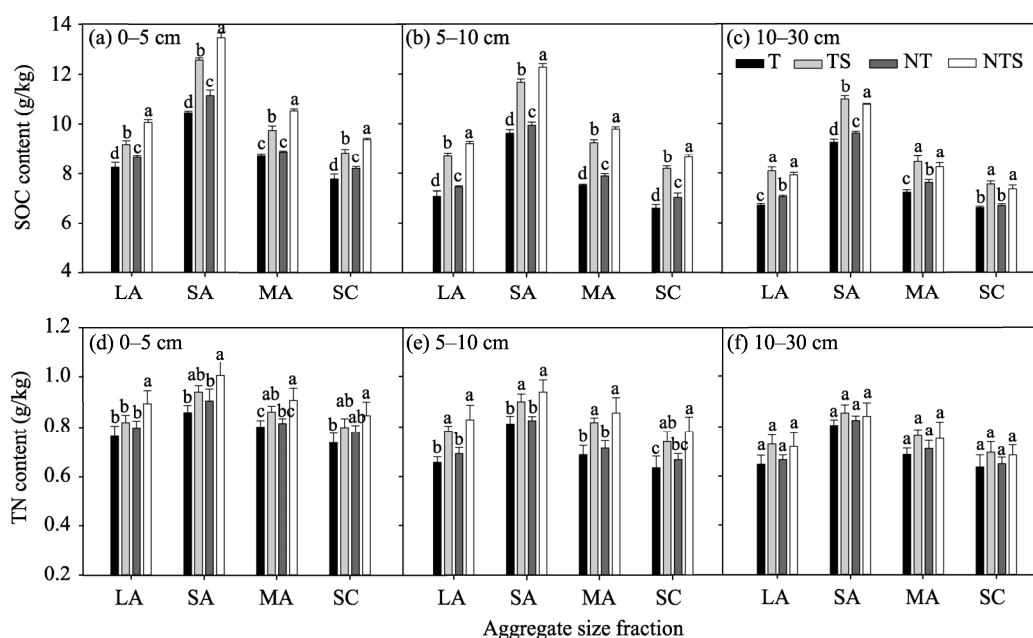 SOC content (g/kg)
14
12
10
8
6
4
(a) 0–5 cm
d b c a
d b c a
c b c a
d b c a
LA SA MA SC
(b) 5–10 cm
d b c a
d b c a
d b c a
d b c a
LA SA MA SC
(c) 10–30 cm
T TS NT NTS
c a b a
d b c a
c a b a
b a b a
LA SA MA SC
TN content (g/kg)
1.2
1.0
0.8
0.6
0.4
0.2
(d) 0–5 cm
b b b a
b ab b a
c ab bc a
b ab ab a
LA SA MA SC
(e) 5–10 cm
b a b a
b a b a
b a b a
c ab bc a
LA SA MA SC
(f) 10–30 cm
a a a a
a a a a
a a a a
a a a a
LA SA MA SC
Aggregate size fraction